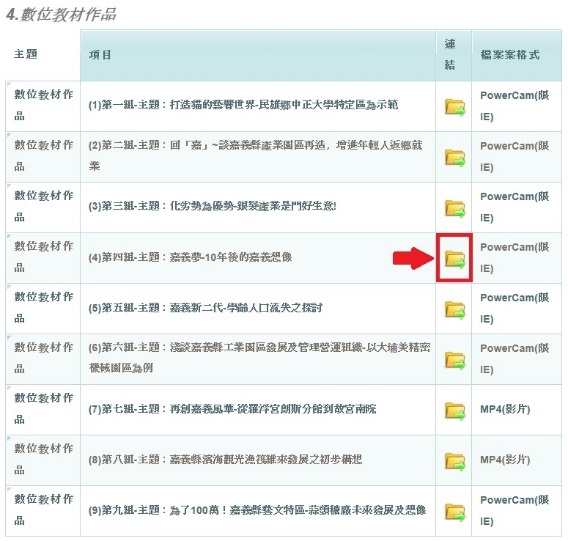 4.數位教材作品
主題 項目 連結 檔案案格式
數位教材作品 (1)第一組-主題：打造貓的藝響世界-民雄鄉中正大學特定區為示範 PowerCam(限IE)
數位教材作品 (2)第二組-主題：回「嘉」~談嘉義縣產業園區再造，增進年輕人返鄉就業 PowerCam(限IE)
數位教材作品 (3)第三組-主題：化劣勢為優勢-銀髮產業是門好生意! PowerCam(限IE)
數位教材作品 (4)第四組-主題：嘉義夢-10年後的嘉義想像 PowerCam(限IE)
數位教材作品 (5)第五組-主題：嘉義新二代-學齡人口流失之探討 PowerCam(限IE)
數位教材作品 (6)第六組-主題：淺談嘉義縣工業園區發展及管理營運組織-以大埔美精密機械園區為例 PowerCam(限IE)
數位教材作品 (7)第七組-主題：再創嘉義風華-從羅浮宮朗斯分館到故宮南院 MP4(影片)
數位教材作品 (8)第八組-主題：嘉義縣濱海觀光漁筏雖來發展之初步構想 MP4(影片)
數位教材作品 (9)第九組-主題：為了100萬！嘉義縣藝文特區-蒜頭糖廠未來發展及想像 PowerCam(限IE)